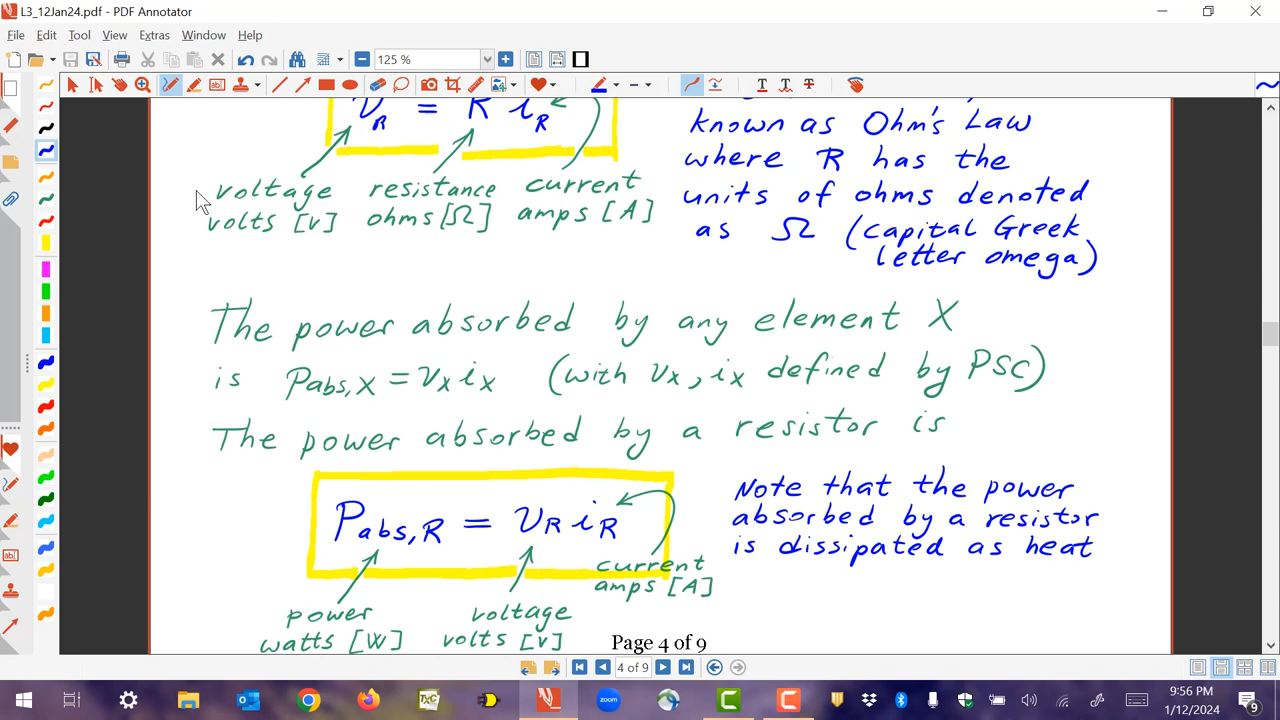 L3_12Jan24.pdf - PDF Annotator
File Edit Tool View Extras Window Help
125 %
v_R = R i_R
voltage resistance current
volts [v] ohms [Ω] amps [A]
known as Ohm's Law
where R has the
units of ohms denoted
as Ω (capital Greek
letter omega)
The power absorbed by any element X
is Pabs,X = vx ix (with vx, ix defined by PSC)
The power absorbed by a resistor is
Pabs,R = vR iR
current
amps [A]
power
watts [W]
voltage
volts [v]
Note that the power
absorbed by a resistor
is dissipated as heat
Page 4 of 9
4 of 9
zoom
9:56 PM
1/12/2024
9